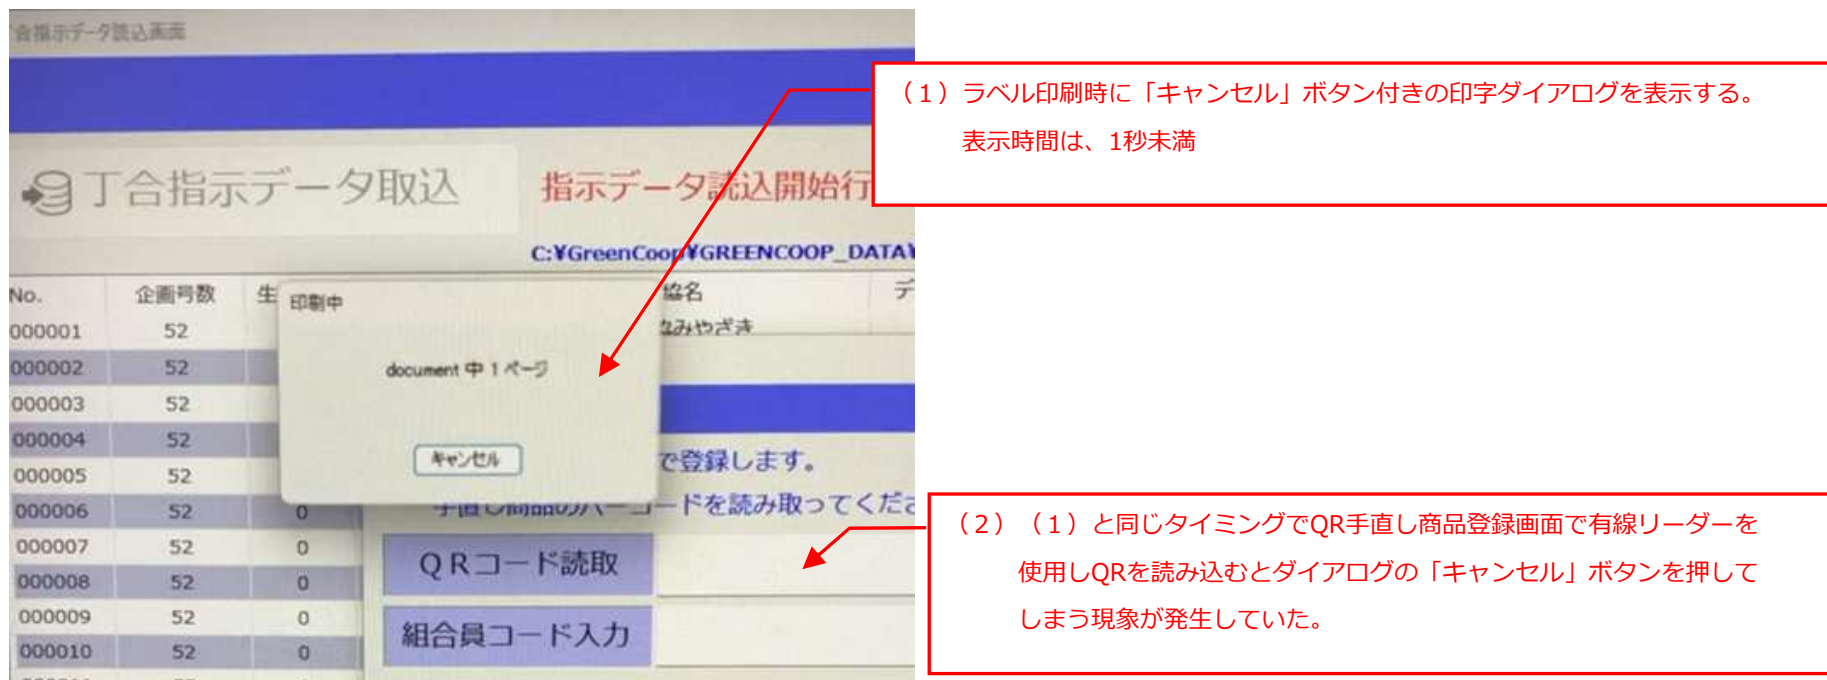 合指示データ読込画面
（１）ラベル印刷時に「キャンセル」ボタン付きの印字ダイアログを表示する。
表示時間は、1秒未満
丁合指示データ取込
指示データ読込開始行
C:¥GreenCoop¥GREENCOOP_DATA¥
No. 企画号数 生 協名 デ
000001 52 なみやざき
000002 52
000003 52
000004 52
000005 52
000006 52 0
000007 52 0
000008 52 0
000009 52 0
000010 52 0
印刷中
document 中 1 ページ
キャンセル
で登録します。
手直し商品のバーコードを読み取ってくださ
QRコード読取
組合員コード入力
（２）（１）と同じタイミングでQR手直し商品登録画面で有線リーダーを
使用しQRを読み込むとダイアログの「キャンセル」ボタンを押して
しまう現象が発生していた。